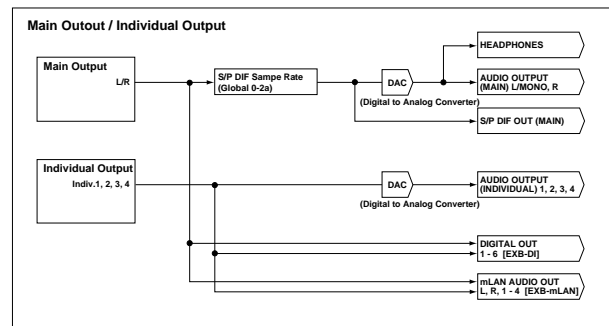 Main Outout / Individual Output
Main Output
L/R
S/P DIF Sampe Rate
(Global 0-2a)
DAC
(Digital to Analog Converter)
HEADPHONES
AUDIO OUTPUT
(MAIN) L/MONO, R
S/P DIF OUT (MAIN)
Individual Output
Indiv.1, 2, 3, 4
DAC
(Digital to Analog Converter)
AUDIO OUTPUT
(INDIVIDUAL) 1, 2, 3, 4
DIGITAL OUT
1 - 6 [EXB-DI]
mLAN AUDIO OUT
L, R, 1 - 4 [EXB-mLAN]